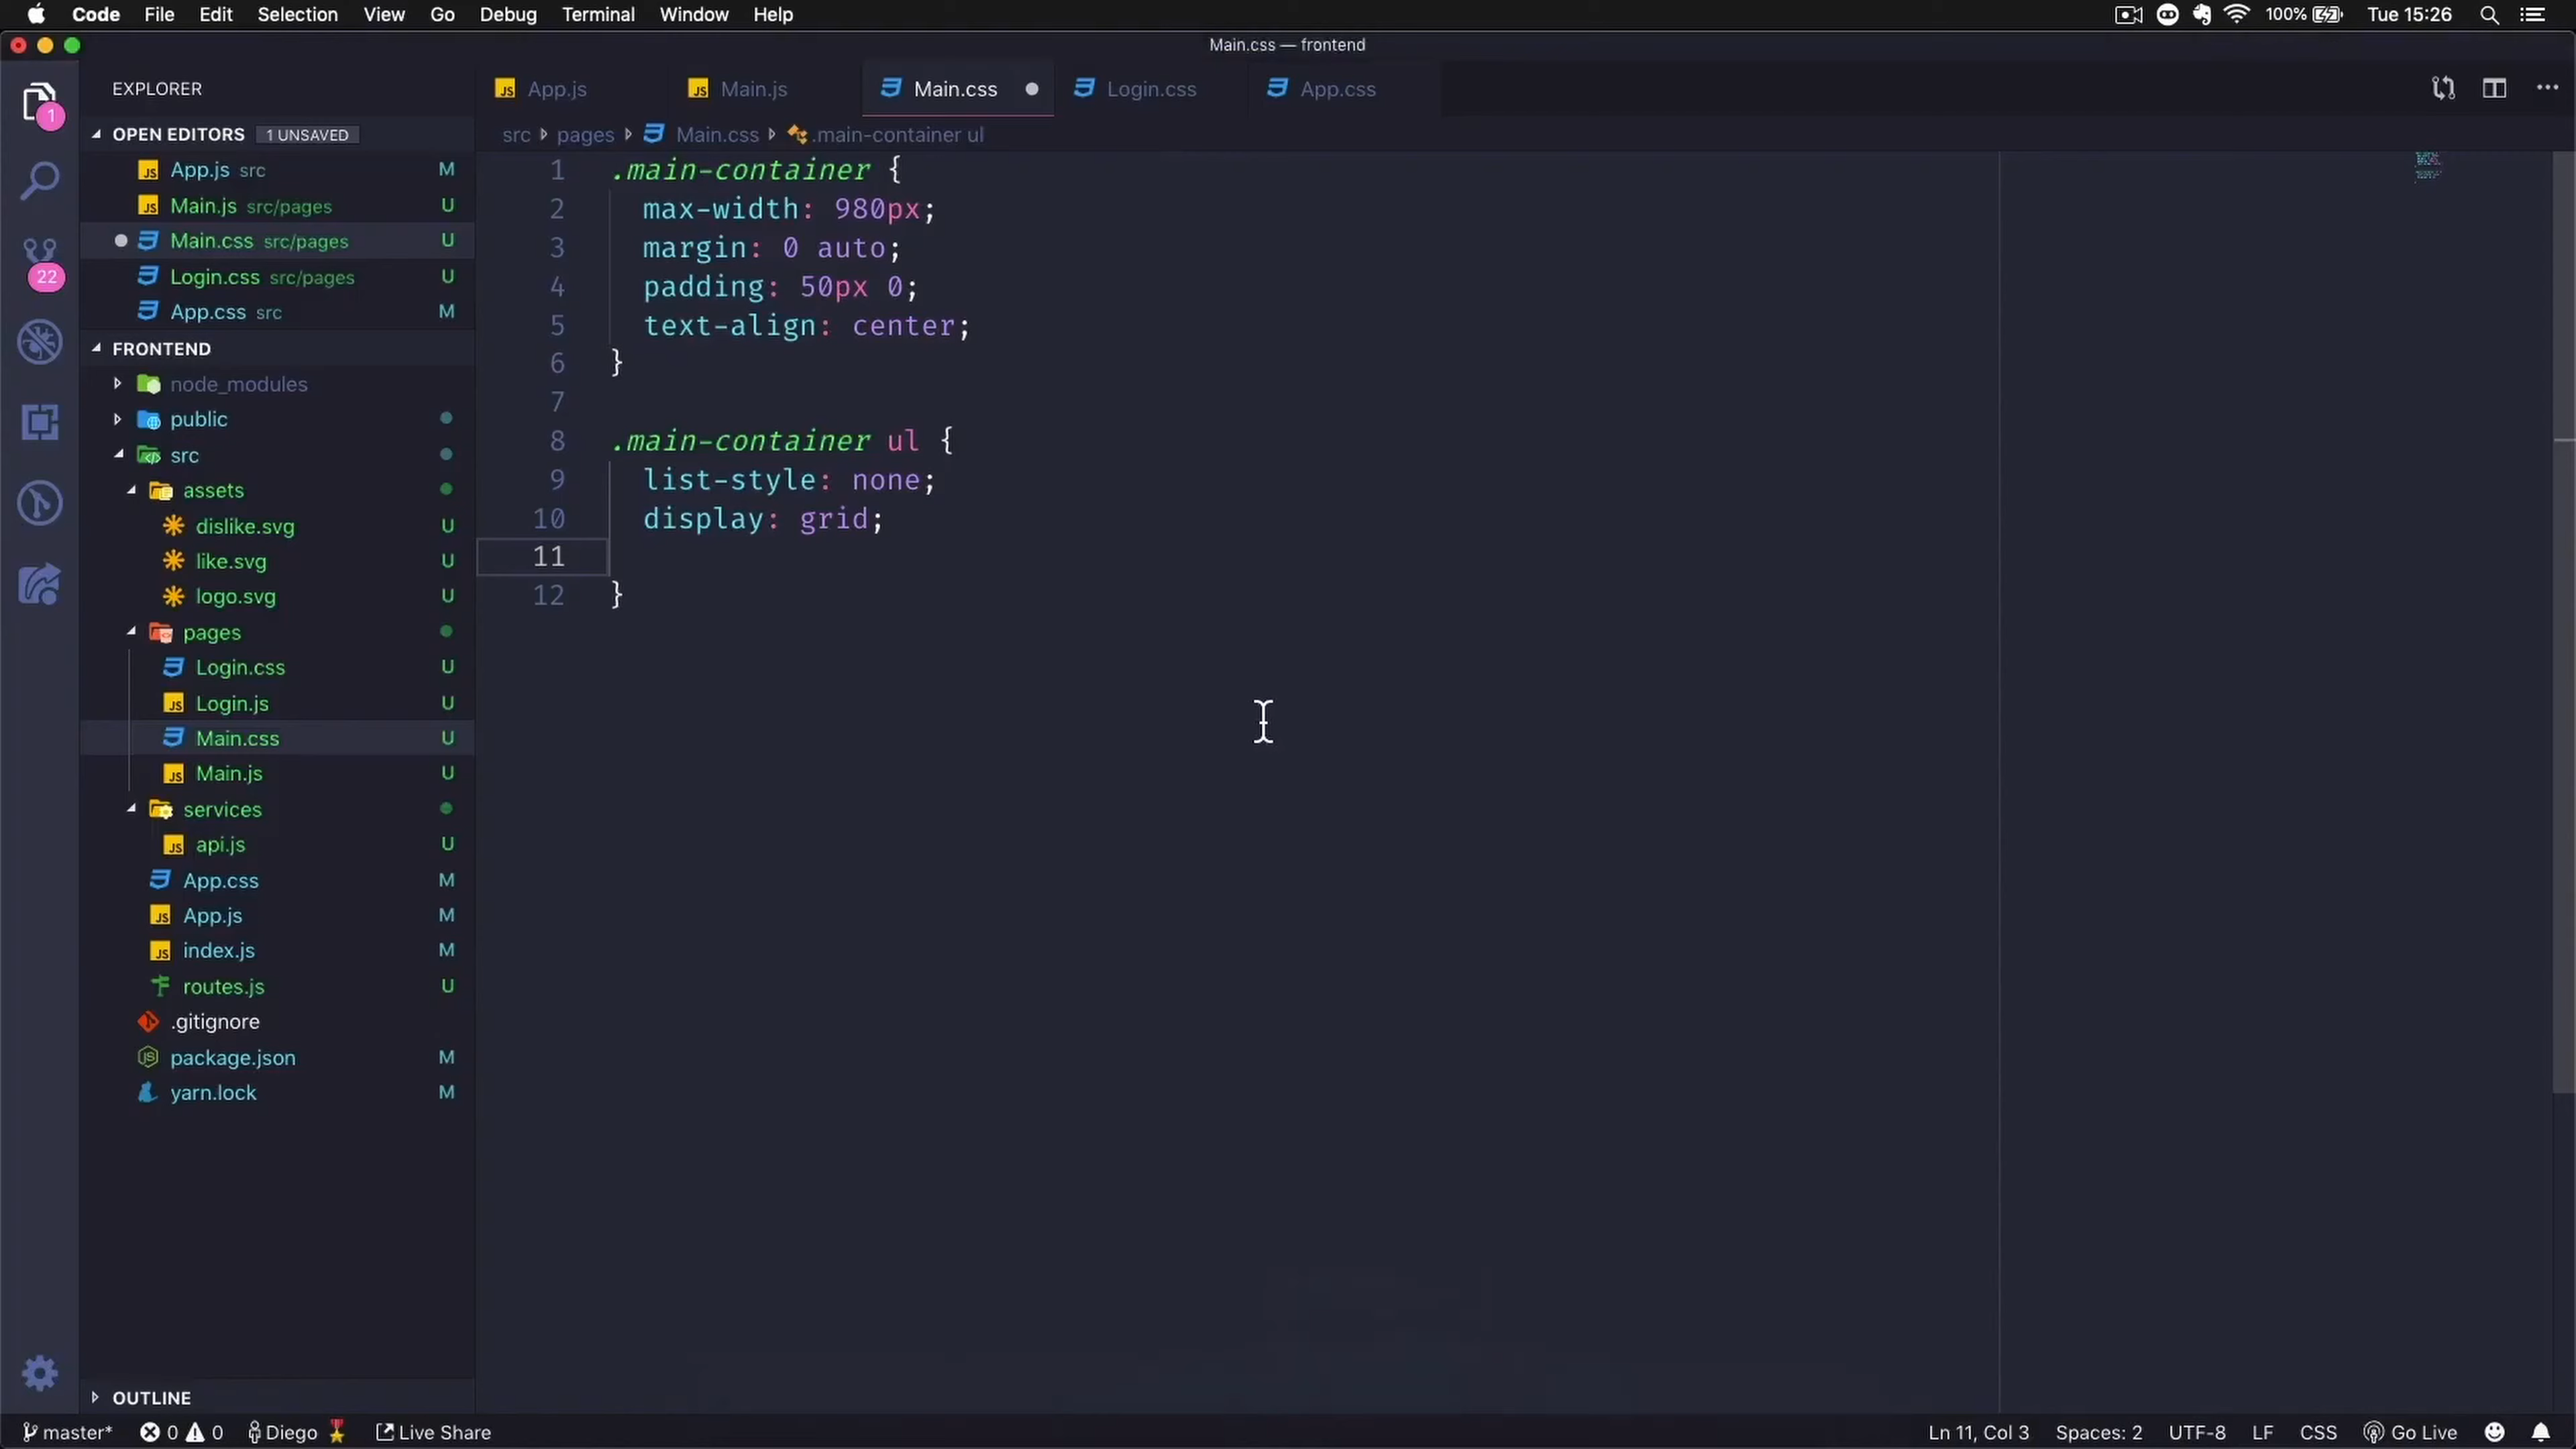 Code File Edit Selection View Go Debug Terminal Window Help 100% Tue 15:26
Main.css — frontend
EXPLORER
App.js Main.js Main.css Login.css App.css
OPEN EDITORS 1 UNSAVED
src pages Main.css .main-container ul
JS App.js src M
JS Main.js src/pages U
Main.css src/pages U
Login.css src/pages U
App.css src M
FRONTEND
node_modules
public
src
assets
dislike.svg U
like.svg U
logo.svg U
pages
Login.css U
JS Login.js U
Main.css U
JS Main.js U
services
JS api.js U
App.css M
JS App.js M
JS index.js M
routes.js U
.gitignore
package.json M
yarn.lock M
OUTLINE
1
22
1 .main-container {
2 max-width: 980px;
3 margin: 0 auto;
4 padding: 50px 0;
5 text-align: center;
6 }
7
8 .main-container ul {
9 list-style: none;
10 display: grid;
11
12 }
master* 0 0 Diego Live Share Ln 11, Col 3 Spaces: 2 UTF-8 LF CSS Go Live